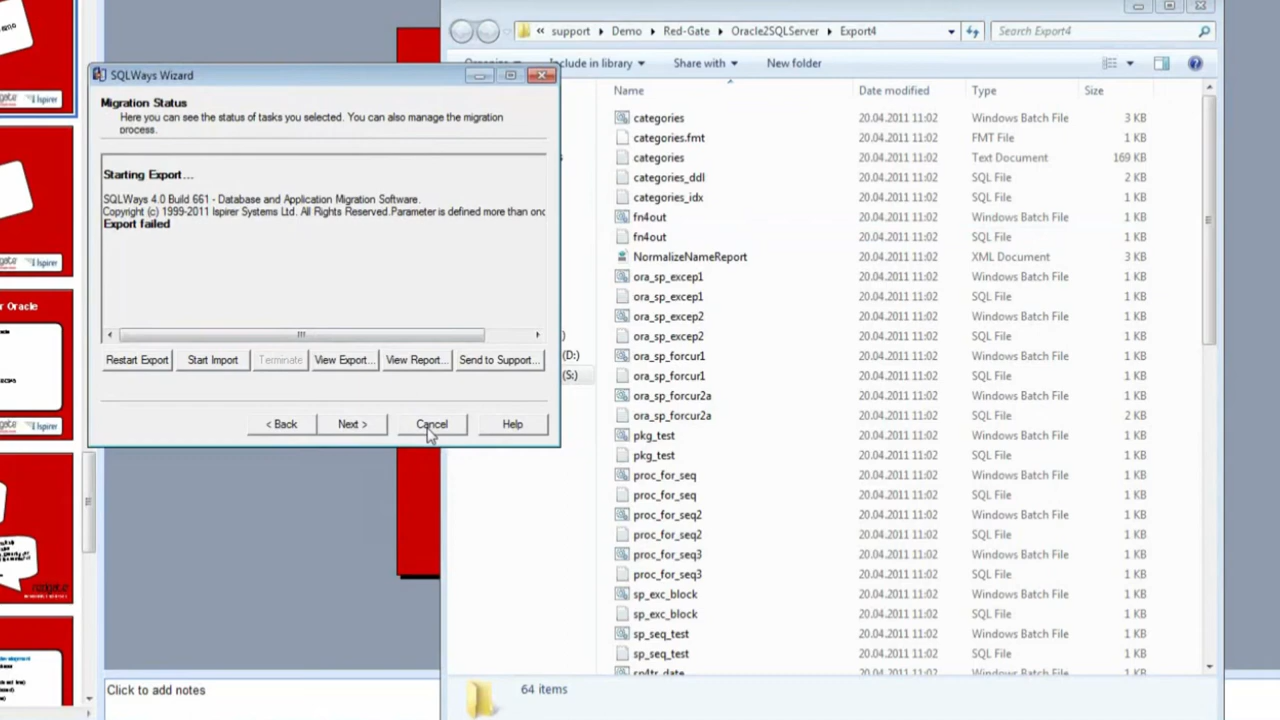 support
Demo
Red-Gate
Oracle2SQLServer
Export4
Search Export4
Include in library
Share with
New folder
Name
Date modified
Type
Size
categories 20.04.2011 11:02 Windows Batch File 3 KB
categories.fmt 20.04.2011 11:02 FMT File 1 KB
categories 20.04.2011 11:02 Text Document 169 KB
categories_ddl 20.04.2011 11:02 SQL File 2 KB
categories_idx 20.04.2011 11:02 SQL File 1 KB
fn4out 20.04.2011 11:02 Windows Batch File 1 KB
fn4out 20.04.2011 11:02 SQL File 1 KB
NormalizeNameReport 20.04.2011 11:02 XML Document 3 KB
ora_sp_excep1 20.04.2011 11:02 Windows Batch File 1 KB
ora_sp_excep1 20.04.2011 11:02 SQL File 1 KB
ora_sp_excep2 20.04.2011 11:02 Windows Batch File 1 KB
ora_sp_excep2 20.04.2011 11:02 SQL File 1 KB
ora_sp_forcur1 20.04.2011 11:02 Windows Batch File 1 KB
ora_sp_forcur1 20.04.2011 11:02 SQL File 1 KB
ora_sp_forcur2a 20.04.2011 11:02 Windows Batch File 1 KB
ora_sp_forcur2a 20.04.2011 11:02 SQL File 2 KB
pkg_test 20.04.2011 11:02 Windows Batch File 1 KB
pkg_test 20.04.2011 11:02 SQL File 1 KB
proc_for_seq 20.04.2011 11:02 Windows Batch File 1 KB
proc_for_seq 20.04.2011 11:02 SQL File 1 KB
proc_for_seq2 20.04.2011 11:02 Windows Batch File 1 KB
proc_for_seq2 20.04.2011 11:02 SQL File 1 KB
proc_for_seq3 20.04.2011 11:02 Windows Batch File 1 KB
proc_for_seq3 20.04.2011 11:02 SQL File 1 KB
sp_exc_block 20.04.2011 11:02 Windows Batch File 1 KB
sp_exc_block 20.04.2011 11:02 SQL File 1 KB
sp_seq_test 20.04.2011 11:02 Windows Batch File 1 KB
sp_seq_test 20.04.2011 11:02 SQL File 1 KB
20.04.2011 11:02 Windows Batch File 1 KB
64 items
(D:)
(S:)
SQLWays Wizard
Migration Status
Here you can see the status of tasks you selected. You can also manage the migration
process.
Starting Export...
SQLWays 4.0 Build 661 - Database and Application Migration Software.
Copyright (c) 1999-2011 Ispirer Systems Ltd. All Rights Reserved.Parameter is defined more than onc
Export failed
Restart Export
Start Import
Terminate
View Export...
View Report...
Send to Support...
< Back
Next >
Cancel
Help
Click to add notes
Ispirer
Ispirer
r Oracle
Ispirer